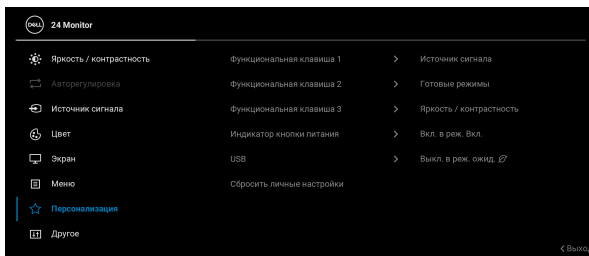 DELL 24 Monitor
Яркость / контрастность Функциональная клавиша 1 > Источник сигнала
Авторегулировка Функциональная клавиша 2 > Готовые режимы
Источник сигнала Функциональная клавиша 3 > Яркость / контрастность
Цвет Индикатор кнопки питания > Вкл. в реж. Вкл.
Экран USB > Выкл. в реж. ожид.
Меню Сбросить личные настройки
Персонализация
Другое
< Выход